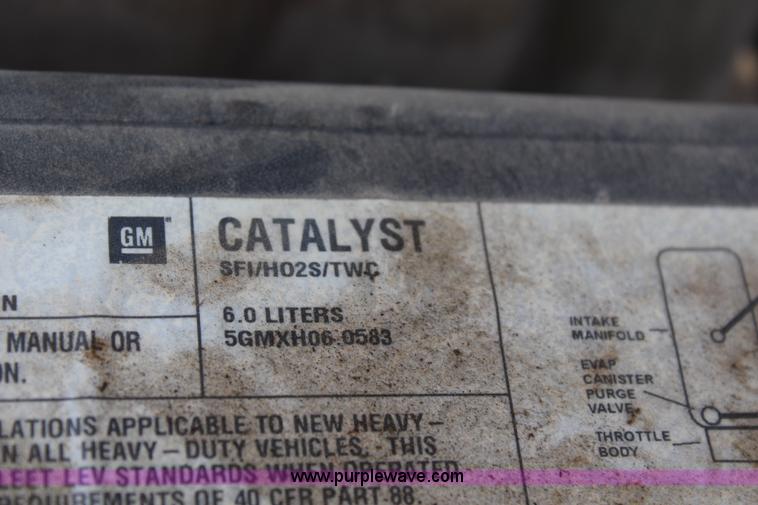 GM
N
MANUAL OR
ON.
CATALYST
SFI/HO2S/TWC
6.0 LITERS
5GMXH06.0583
INTAKE
MANIFOLD
EVAP
CANISTER
PURGE
VALVE
THROTTLE
BODY
LATIONS APPLICABLE TO NEW HEAVY-
N ALL HEAVY-DUTY VEHICLES. THIS
LEET LEV STANDARDS
www.purplewave.com
REQUIREMENTS OF 40 CFR PART 88.